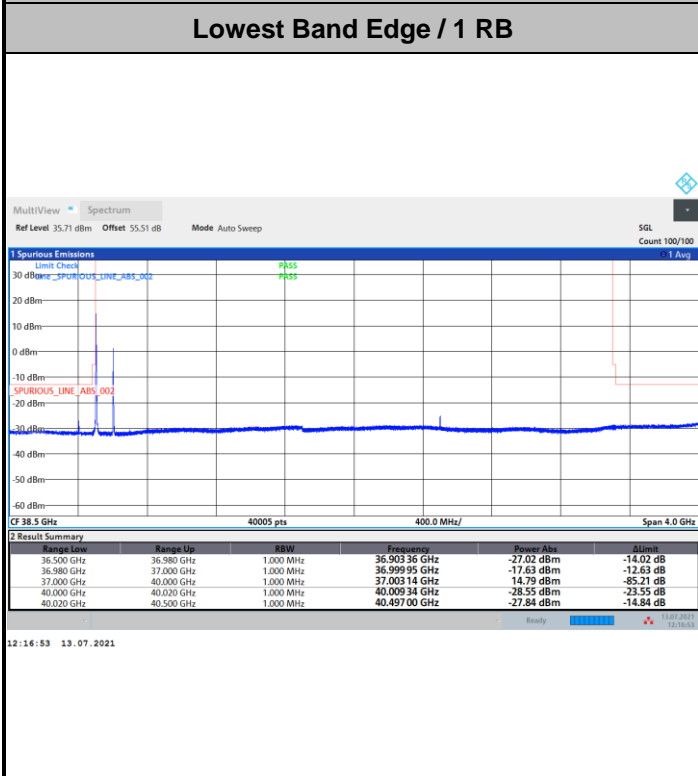 Lowest Band Edge / 1 RB
MultiView Spectrum
Ref Level 35.71 dBm Offset 55.51 dB Mode Auto Sweep SGL
Count 100/100
1 Spurious Emissions 1 Avg
Limit Check PASS
Line _SPURIOUS_LINE_ABS_002 PASS
30 dBm
20 dBm
10 dBm
0 dBm
-10 dBm
_SPURIOUS_LINE_ABS_002
-20 dBm
-30 dBm
-40 dBm
-50 dBm
-60 dBm
CF 38.5 GHz 40005 pts 400.0 MHz/ Span 4.0 GHz
2 Result Summary
Range Low Range Up RBW Frequency Power Abs ΔLimit
36.500 GHz 36.980 GHz 1.000 MHz 36.903 36 GHz -27.02 dBm -14.02 dB
36.980 GHz 37.000 GHz 1.000 MHz 36.999 95 GHz -17.63 dBm -12.63 dB
37.000 GHz 40.000 GHz 1.000 MHz 37.003 14 GHz 14.79 dBm -85.21 dB
40.000 GHz 40.020 GHz 1.000 MHz 40.009 34 GHz -28.55 dBm -23.55 dB
40.020 GHz 40.500 GHz 1.000 MHz 40.497 00 GHz -27.84 dBm -14.84 dB
Ready 13.07.2021
12:16:53
12:16:53 13.07.2021